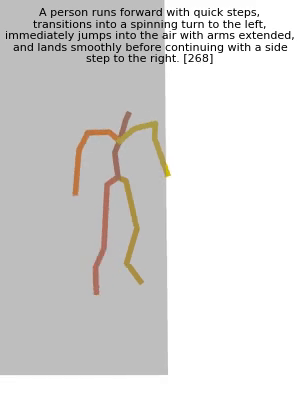 A person runs forward with quick steps,
transitions into a spinning turn to the left,
immediately jumps into the air with arms extended,
and lands smoothly before continuing with a side
step to the right. [268]